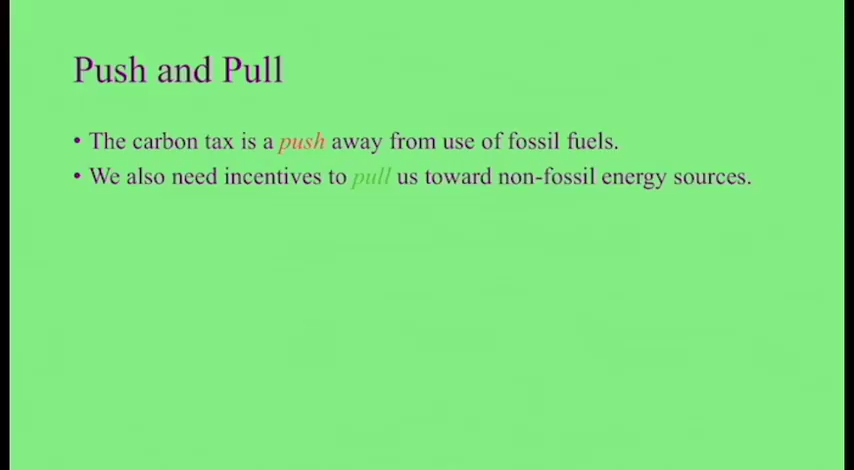 Push and Pull
• The carbon tax is a push away from use of fossil fuels.
• We also need incentives to pull us toward non-fossil energy sources.